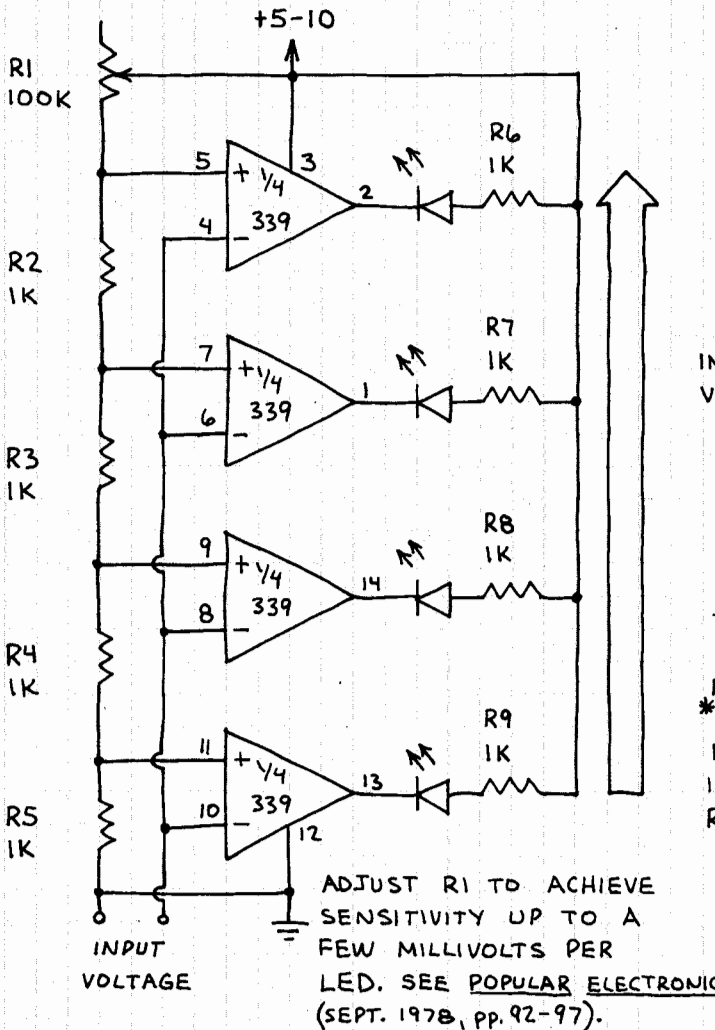 +5-10
R1
100K
5
+
1/4
339
3
2
4
-
R6
1K
R2
1K
7
+
1/4
339
1
6
-
R7
1K
R3
1K
9
+
1/4
339
14
8
-
R8
1K
R4
1K
11
+
1/4
339
13
10
-
12
R9
1K
R5
1K
INPUT
VOLTAGE
ADJUST R1 TO ACHIEVE
SENSITIVITY UP TO A
FEW MILLIVOLTS PER
LED. SEE POPULAR ELECTRONIC
(SEPT. 1978, PP. 92-97).
IN
V
*
R